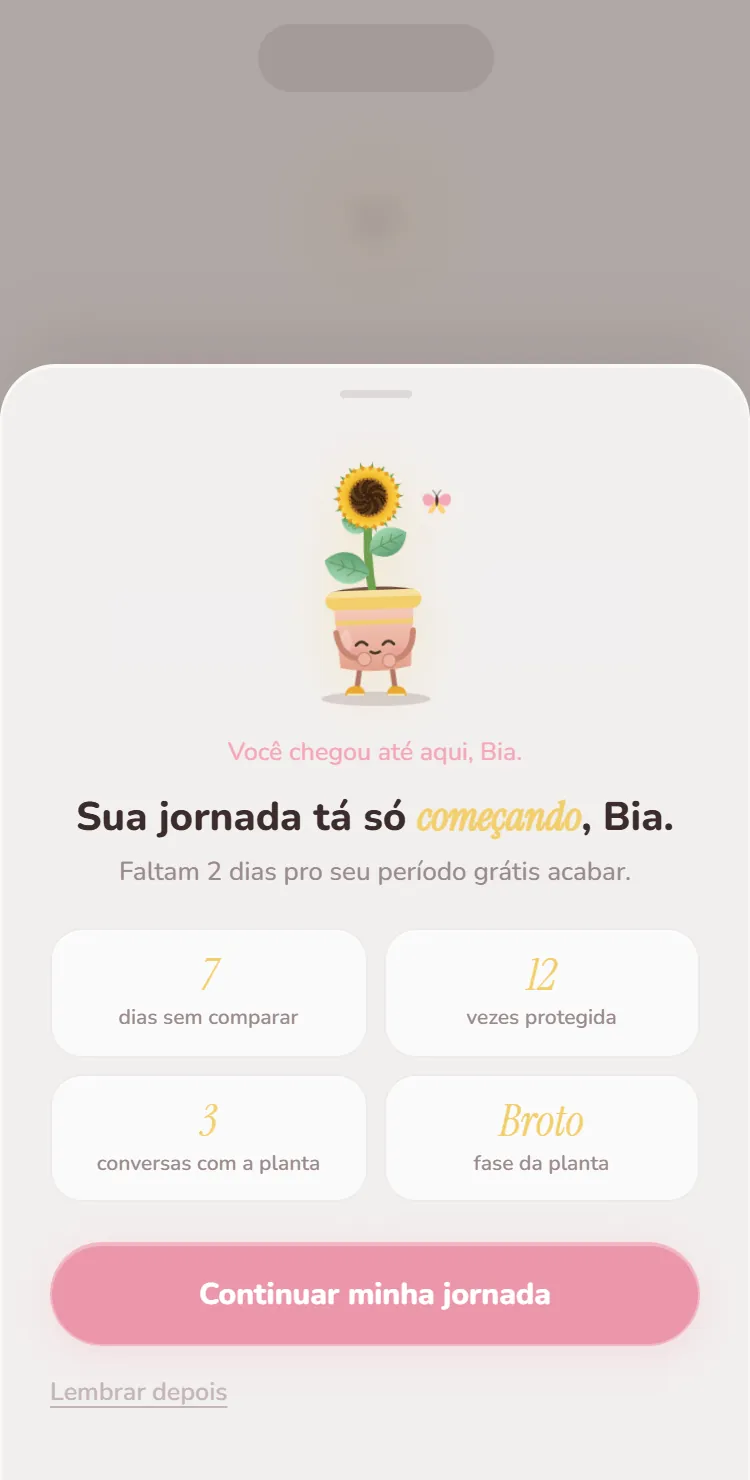 Você chegou até aqui, Bia.
Sua jornada tá só começando, Bia.
Faltam 2 dias pro seu período grátis acabar.
7
dias sem comparar
12
vezes protegida
3
conversas com a planta
Broto
fase da planta
Continuar minha jornada
Lembrar depois